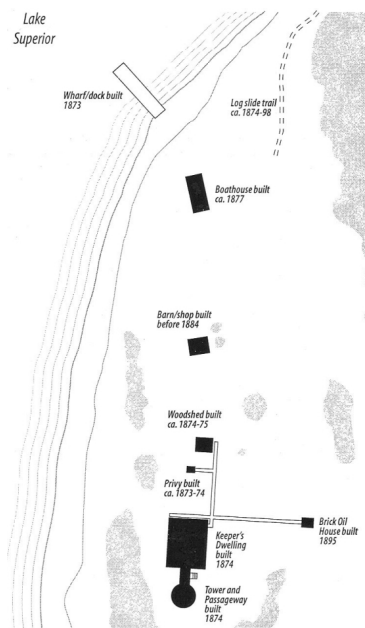 Lake
Superior
Wharf/dock built
1873
Log slide trail
ca. 1874-98
Boathouse built
ca. 1877
Barn/shop built
before 1884
Woodshed built
ca. 1874-75
Privy built
ca. 1873-74
Keeper's
Dwelling
built
1874
Brick Oil
House built
1895
Tower and
Passageway
built
1874